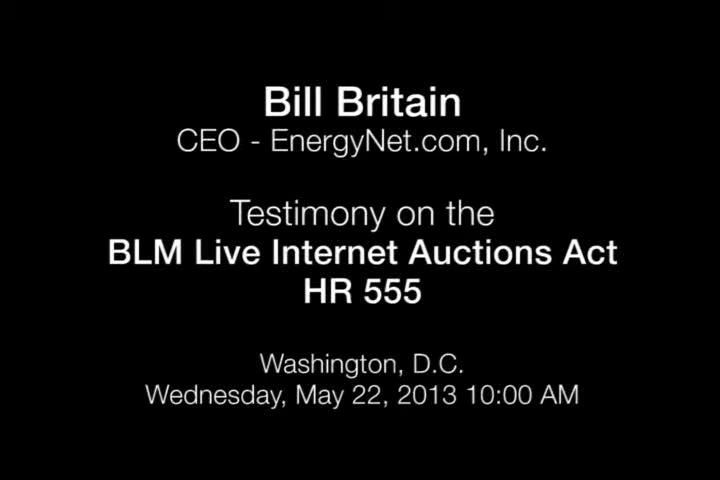 Bill Britain
CEO - EnergyNet.com, Inc.
Testimony on the
BLM Live Internet Auctions Act
HR 555
Washington, D.C.
Wednesday, May 22, 2013 10:00 AM